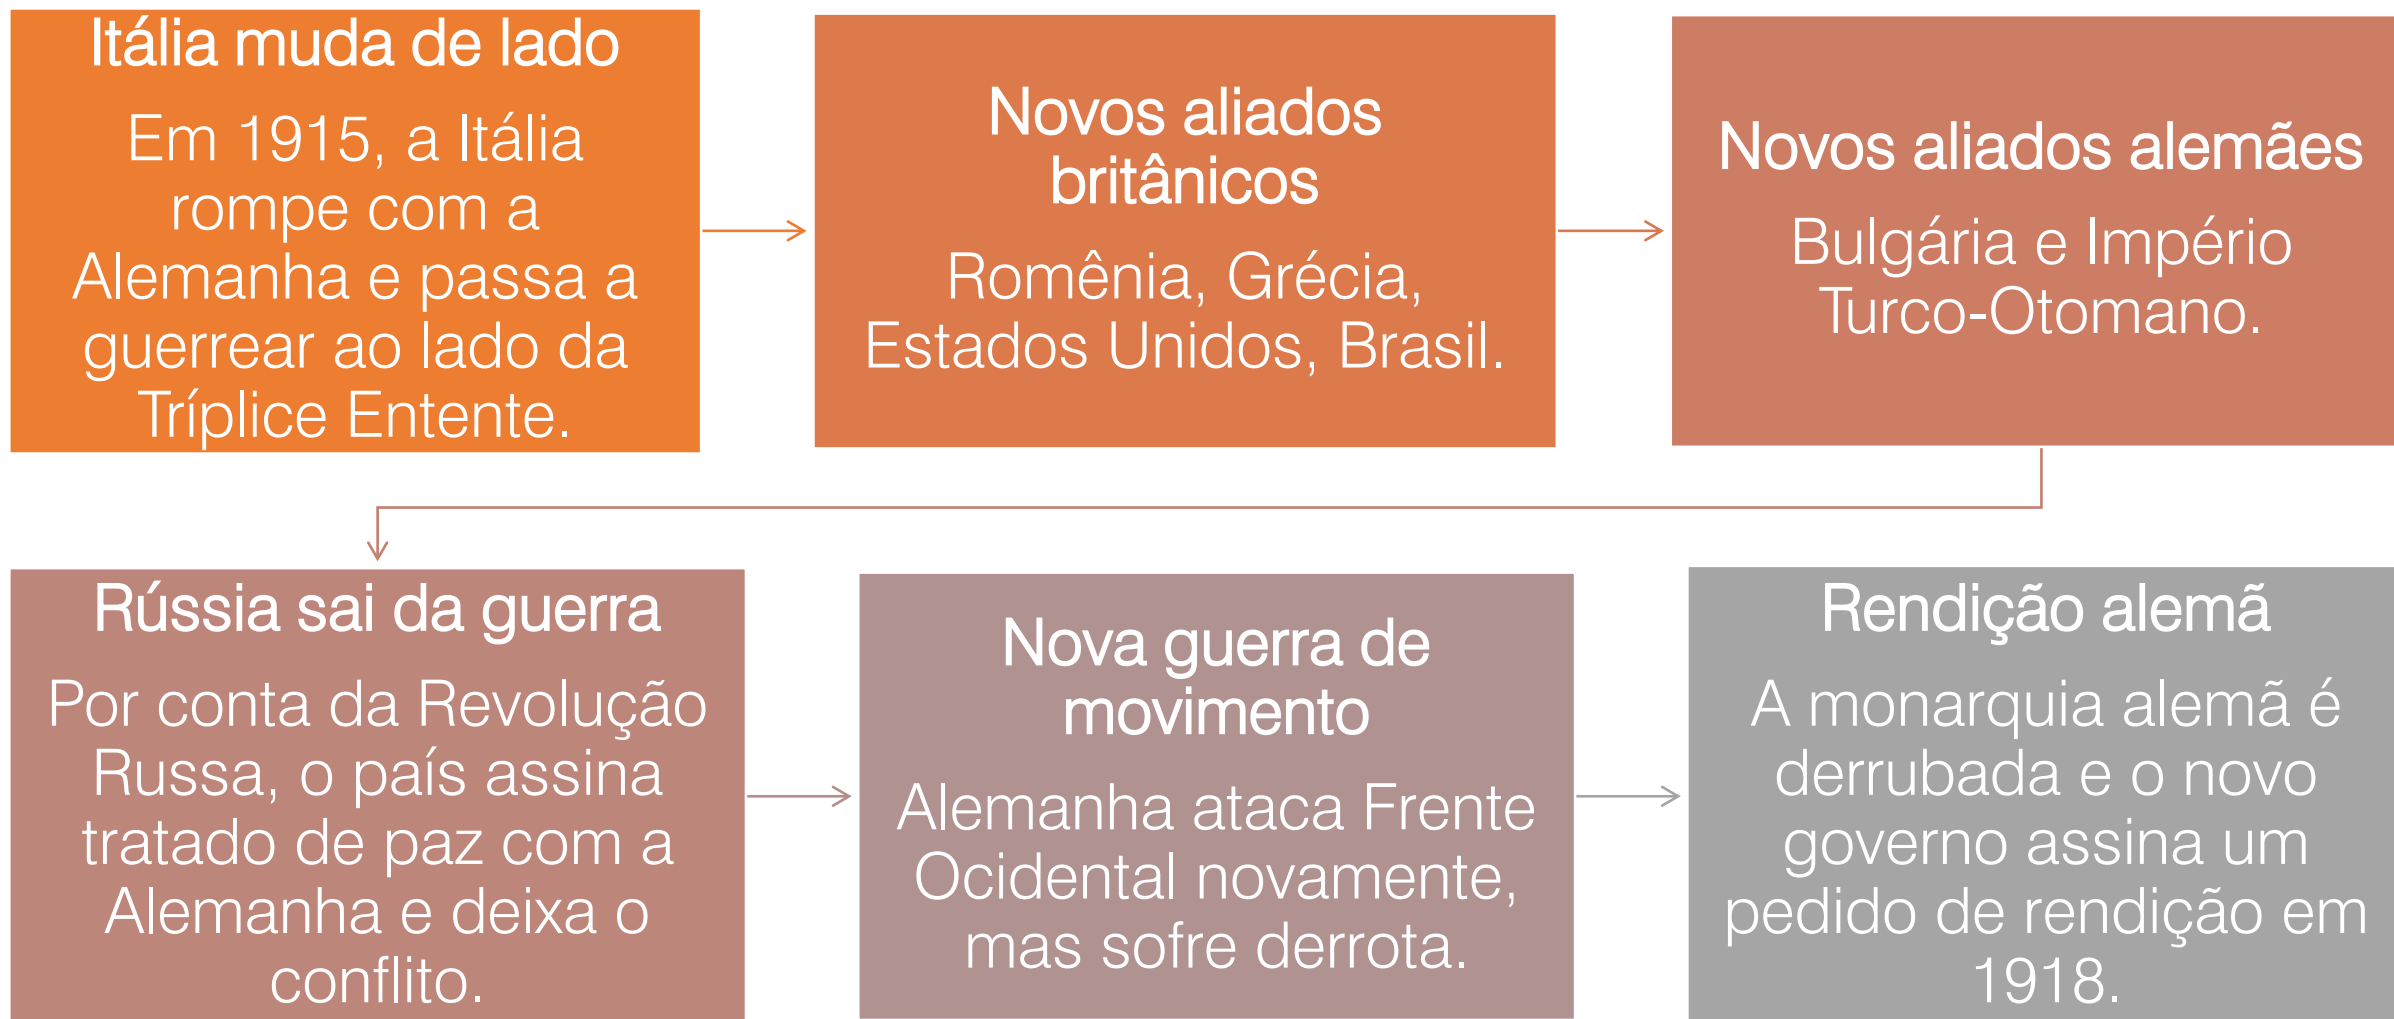 Itália muda de lado
Em 1915, a Itália
rompe com a
Alemanha e passa a
guerrear ao lado da
Tríplice Entente.
Novos aliados
britânicos
Romênia, Grécia,
Estados Unidos, Brasil.
Novos aliados alemães
Bulgária e Império
Turco-Otomano.
Rússia sai da guerra
Por conta da Revolução
Russa, o país assina
tratado de paz com a
Alemanha e deixa o
conflito.
Nova guerra de
movimento
Alemanha ataca Frente
Ocidental novamente,
mas sofre derrota.
Rendição alemã
A monarquia alemã é
derrubada e o novo
governo assina um
pedido de rendição em
1918.